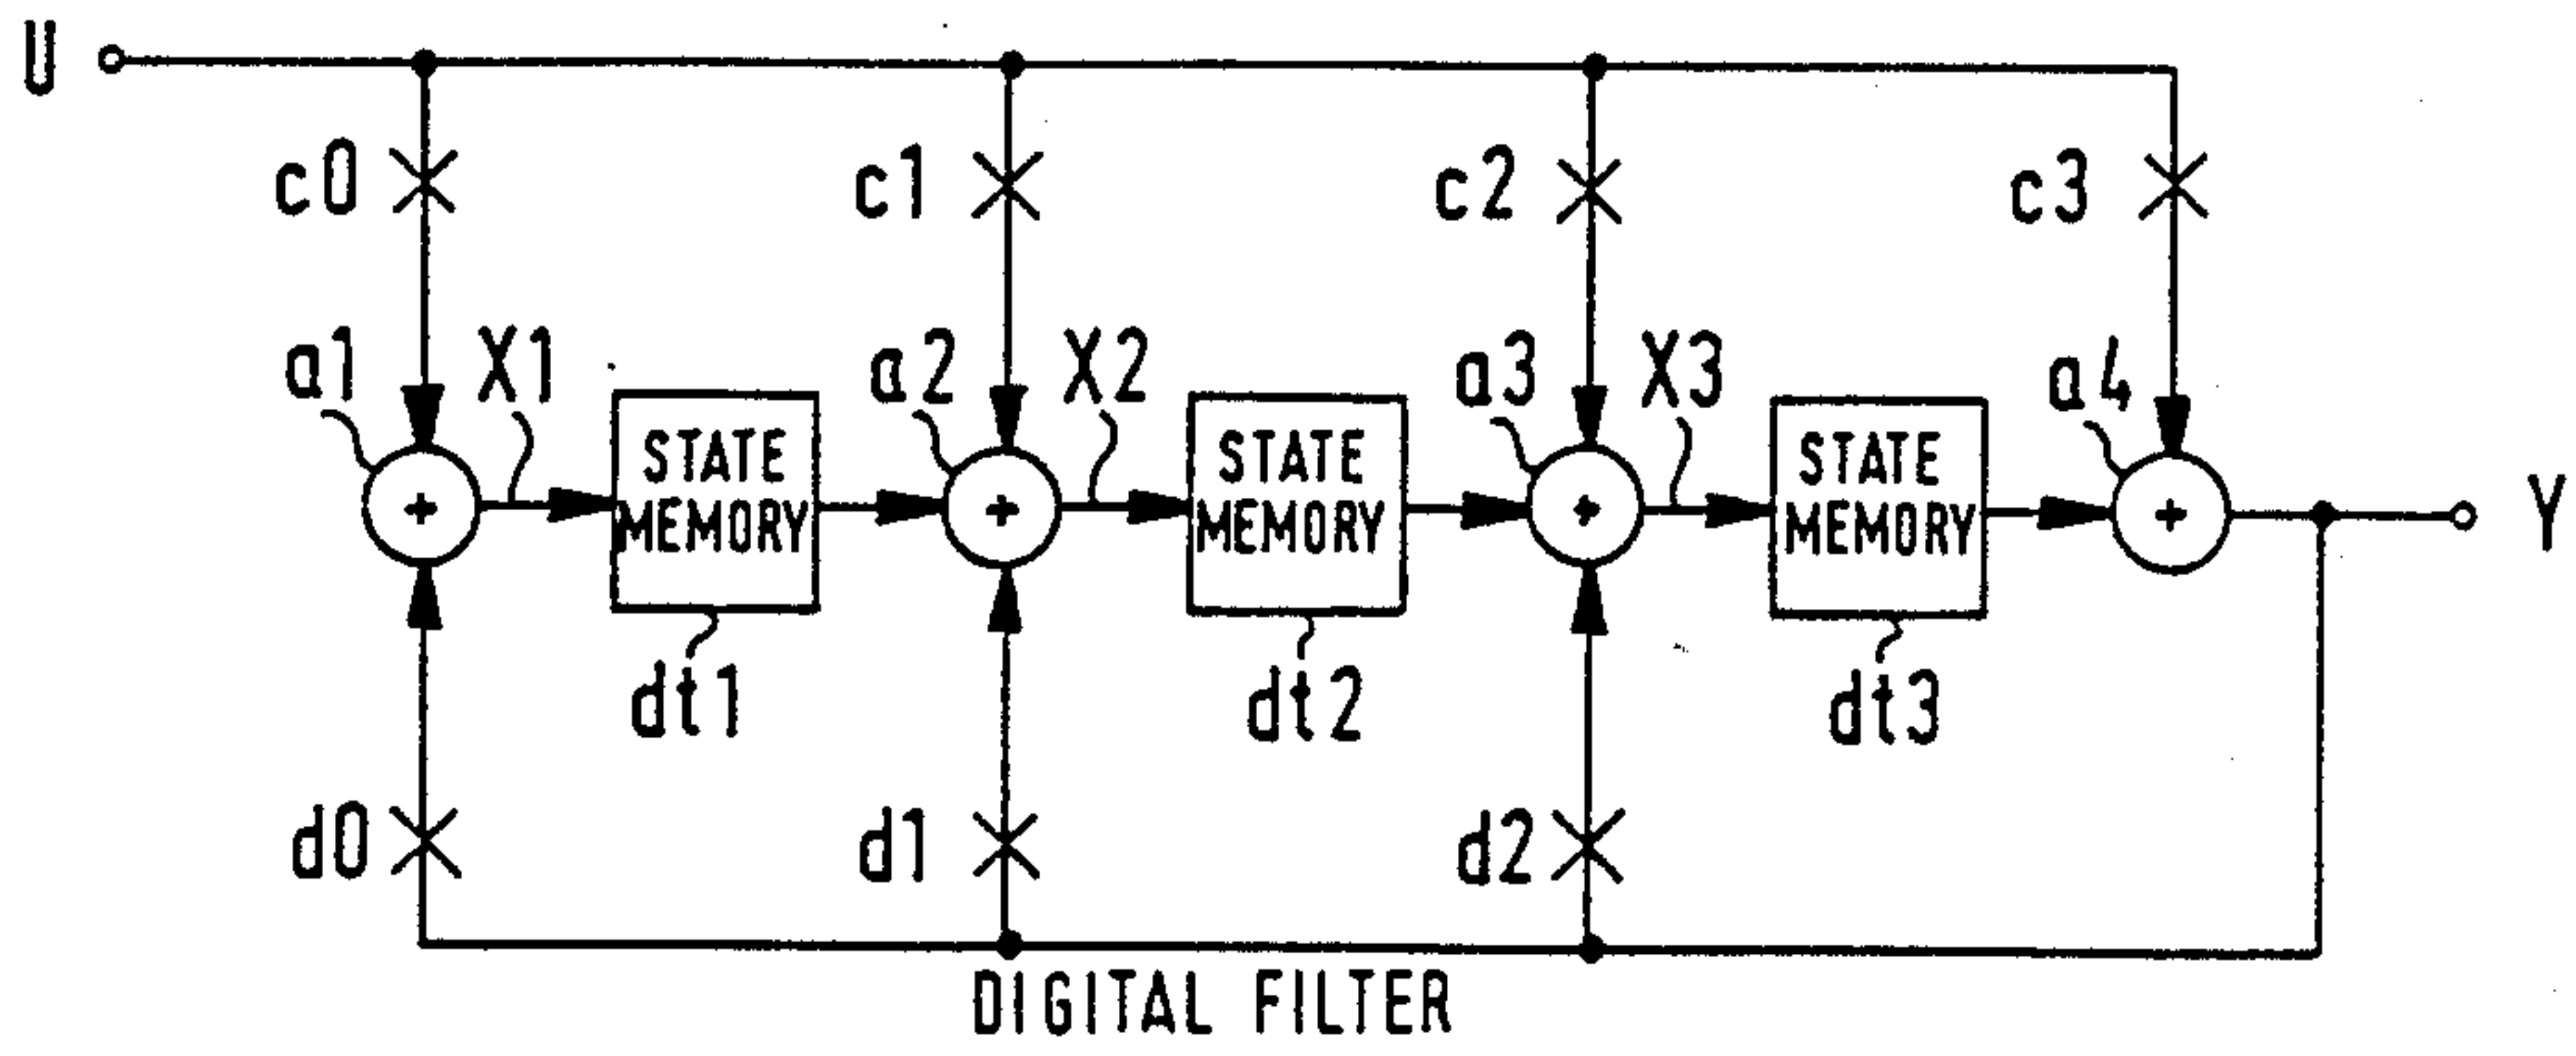 U
c0
c1
c2
c3
a1
X1
a2
X2
a3
X3
a4
STATE
MEMORY
STATE
MEMORY
STATE
MEMORY
Y
dt1
dt2
dt3
d0
d1
d2
DIGITAL FILTER